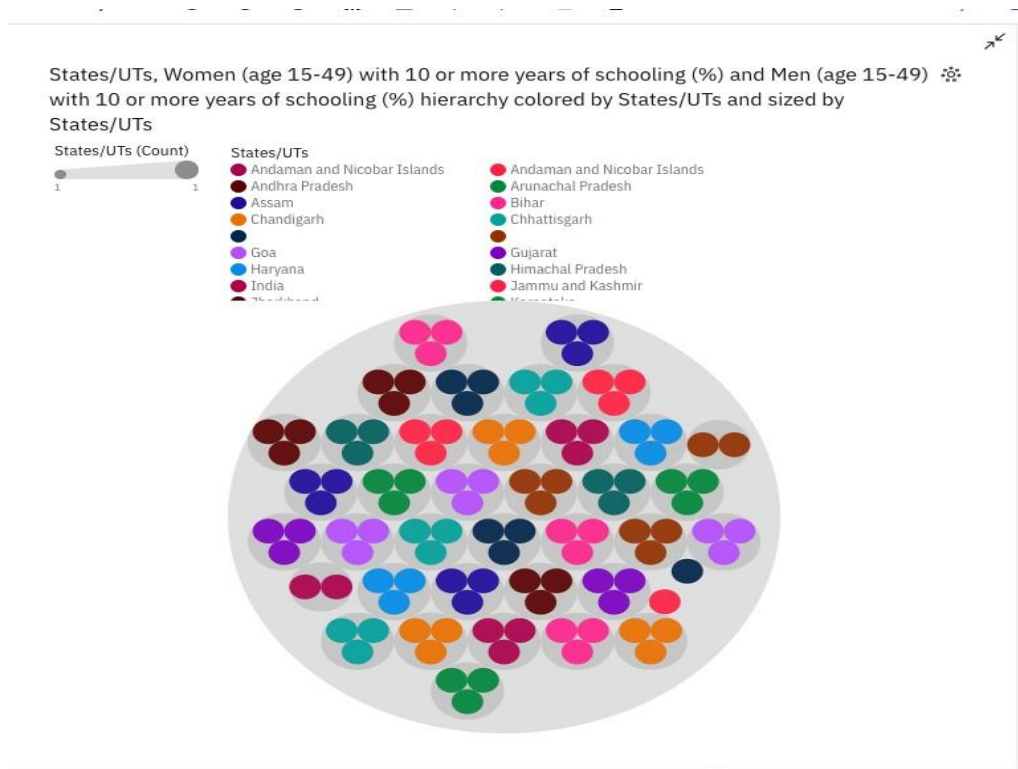 States/UTs, Women (age 15-49) with 10 or more years of schooling (%) and Men (age 15-49)
with 10 or more years of schooling (%) hierarchy colored by States/UTs and sized by
States/UTs
States/UTs (Count)
1 1
States/UTs
Andaman and Nicobar Islands Andaman and Nicobar Islands
Andhra Pradesh Arunachal Pradesh
Assam Bihar
Chandigarh Chhattisgarh
Goa Gujarat
Haryana Himachal Pradesh
India Jammu and Kashmir